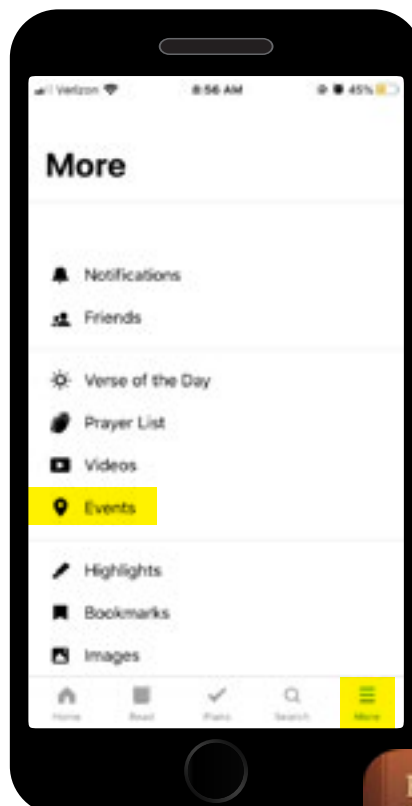 Verizon 8:56 AM 45%
More
Notifications
Friends
Verse of the Day
Prayer List
Videos
Events
Highlights
Bookmarks
Images
Home Read Plans Search More